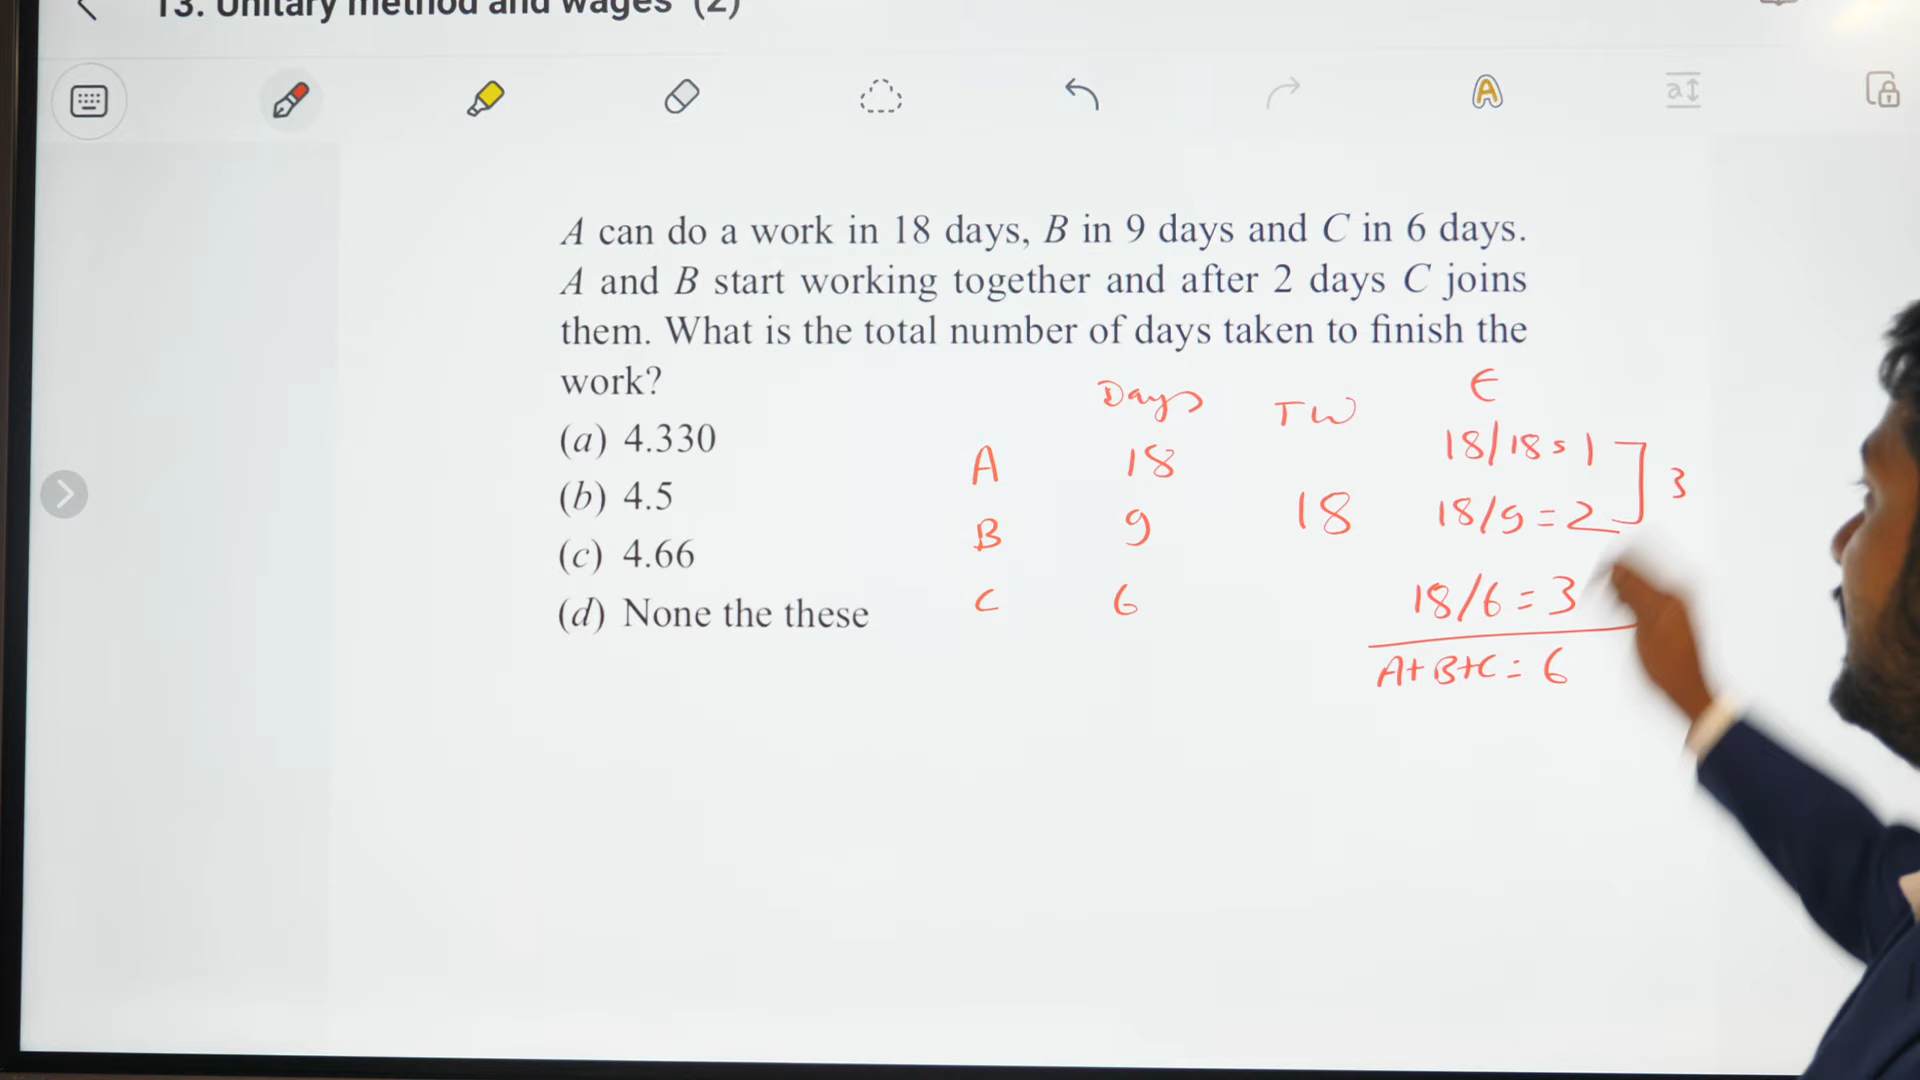 13. Unitary method and wages (2)
A can do a work in 18 days, B in 9 days and C in 6 days.
A and B start working together and after 2 days C joins
them. What is the total number of days taken to finish the
work?
(a) 4.330
(b) 4.5
(c) 4.66
(d) None the these
Days TW E
A 18 18/18=1
B 9 18 18/9=2 ] 3
C 6 18/6=3
A+B+C=6